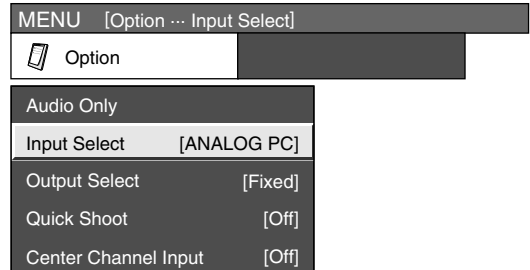 MENU [Option ··· Input Select]
Option
Audio Only
Input Select [ANALOG PC]
Output Select [Fixed]
Quick Shoot [Off]
Center Channel Input [Off]